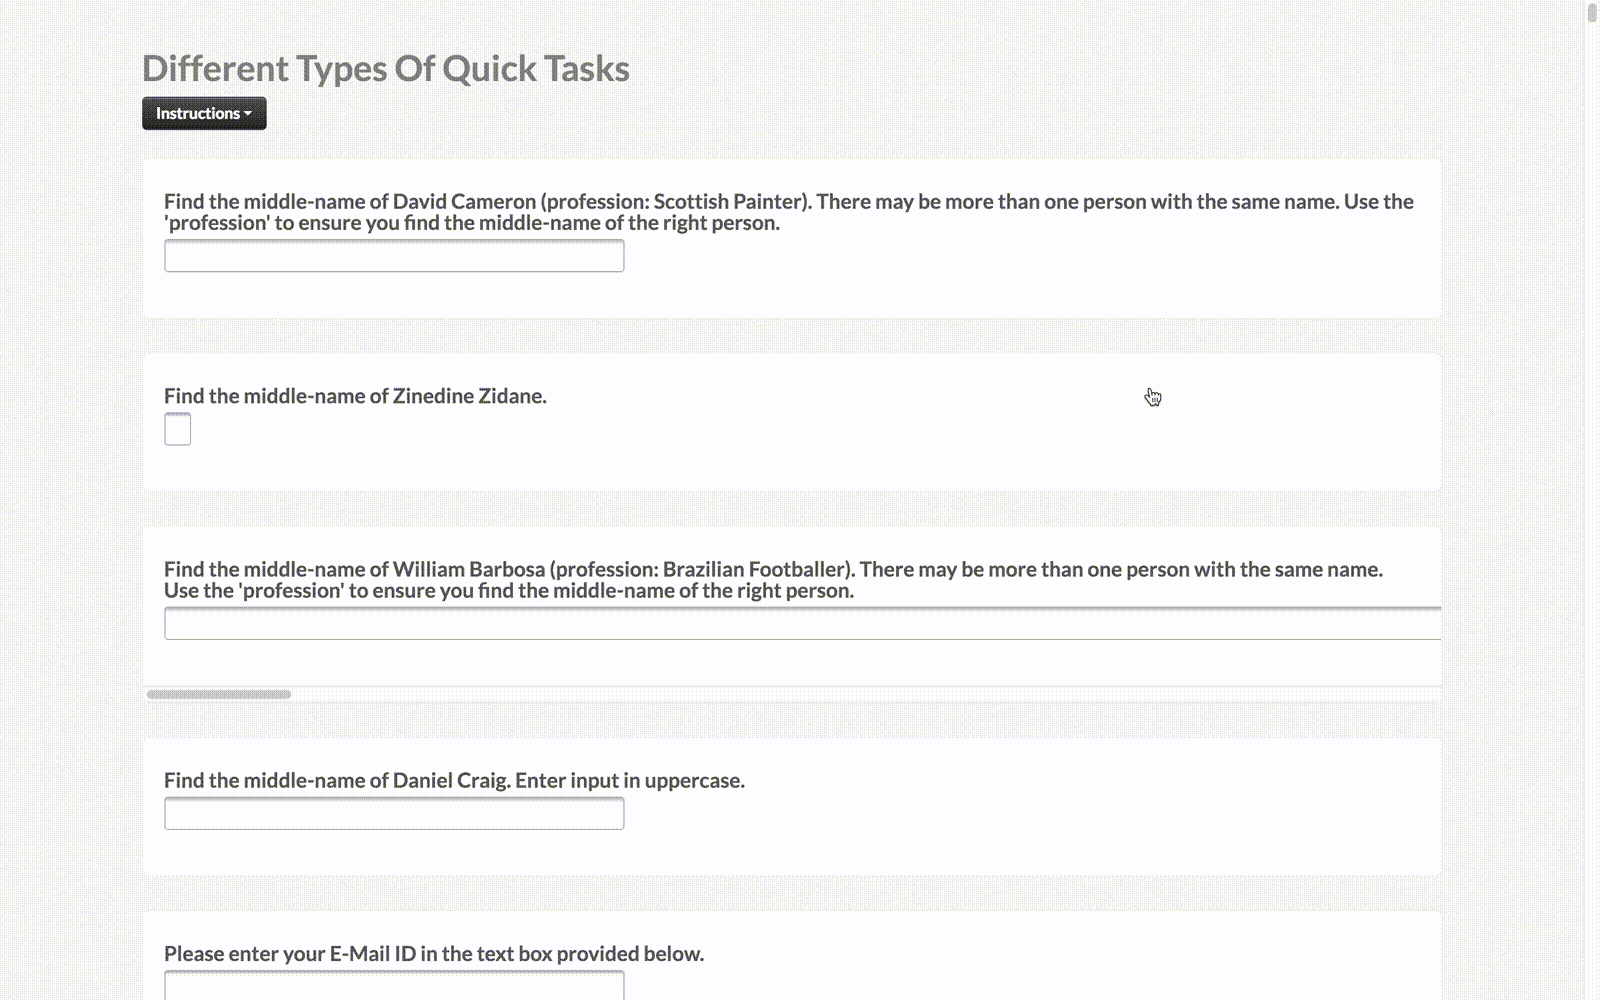 Different Types Of Quick Tasks
Instructions
Find the middle-name of David Cameron (profession: Scottish Painter). There may be more than one person with the same name. Use the
'profession' to ensure you find the middle-name of the right person.
Find the middle-name of Zinedine Zidane.
Find the middle-name of William Barbosa (profession: Brazilian Footballer). There may be more than one person with the same name.
Use the 'profession' to ensure you find the middle-name of the right person.
Find the middle-name of Daniel Craig. Enter input in uppercase.
Please enter your E-Mail ID in the text box provided below.